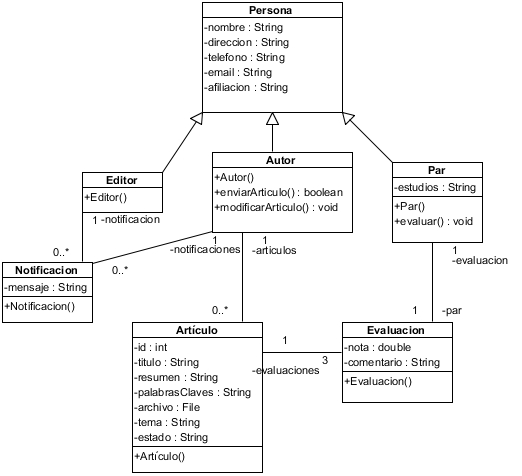 Persona
-nombre : String
-direccion : String
-telefono : String
-email : String
-afiliacion : String
Editor
+Editor()
Autor
+Autor()
+enviarArticulo() : boolean
+modificarArticulo() : void
Par
-estudios : String
+Par()
+evaluar() : void
1 -notificacion
0..*
1
-notificaciones
0..*
1
-articulos
0..*
1
-evaluacion
1
-par
Notificacion
-mensaje : String
+Notificacion()
Artículo
-id : int
-titulo : String
-resumen : String
-palabrasClaves : String
-archivo : File
-tema : String
-estado : String
+Artículo()
1
3
-evaluaciones
Evaluacion
-nota : double
-comentario : String
+Evaluacion()